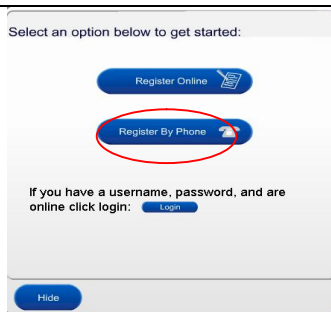 Select an option below to get started:
Register Online
Register By Phone
If you have a username, password, and are
online click login: Login
Hide